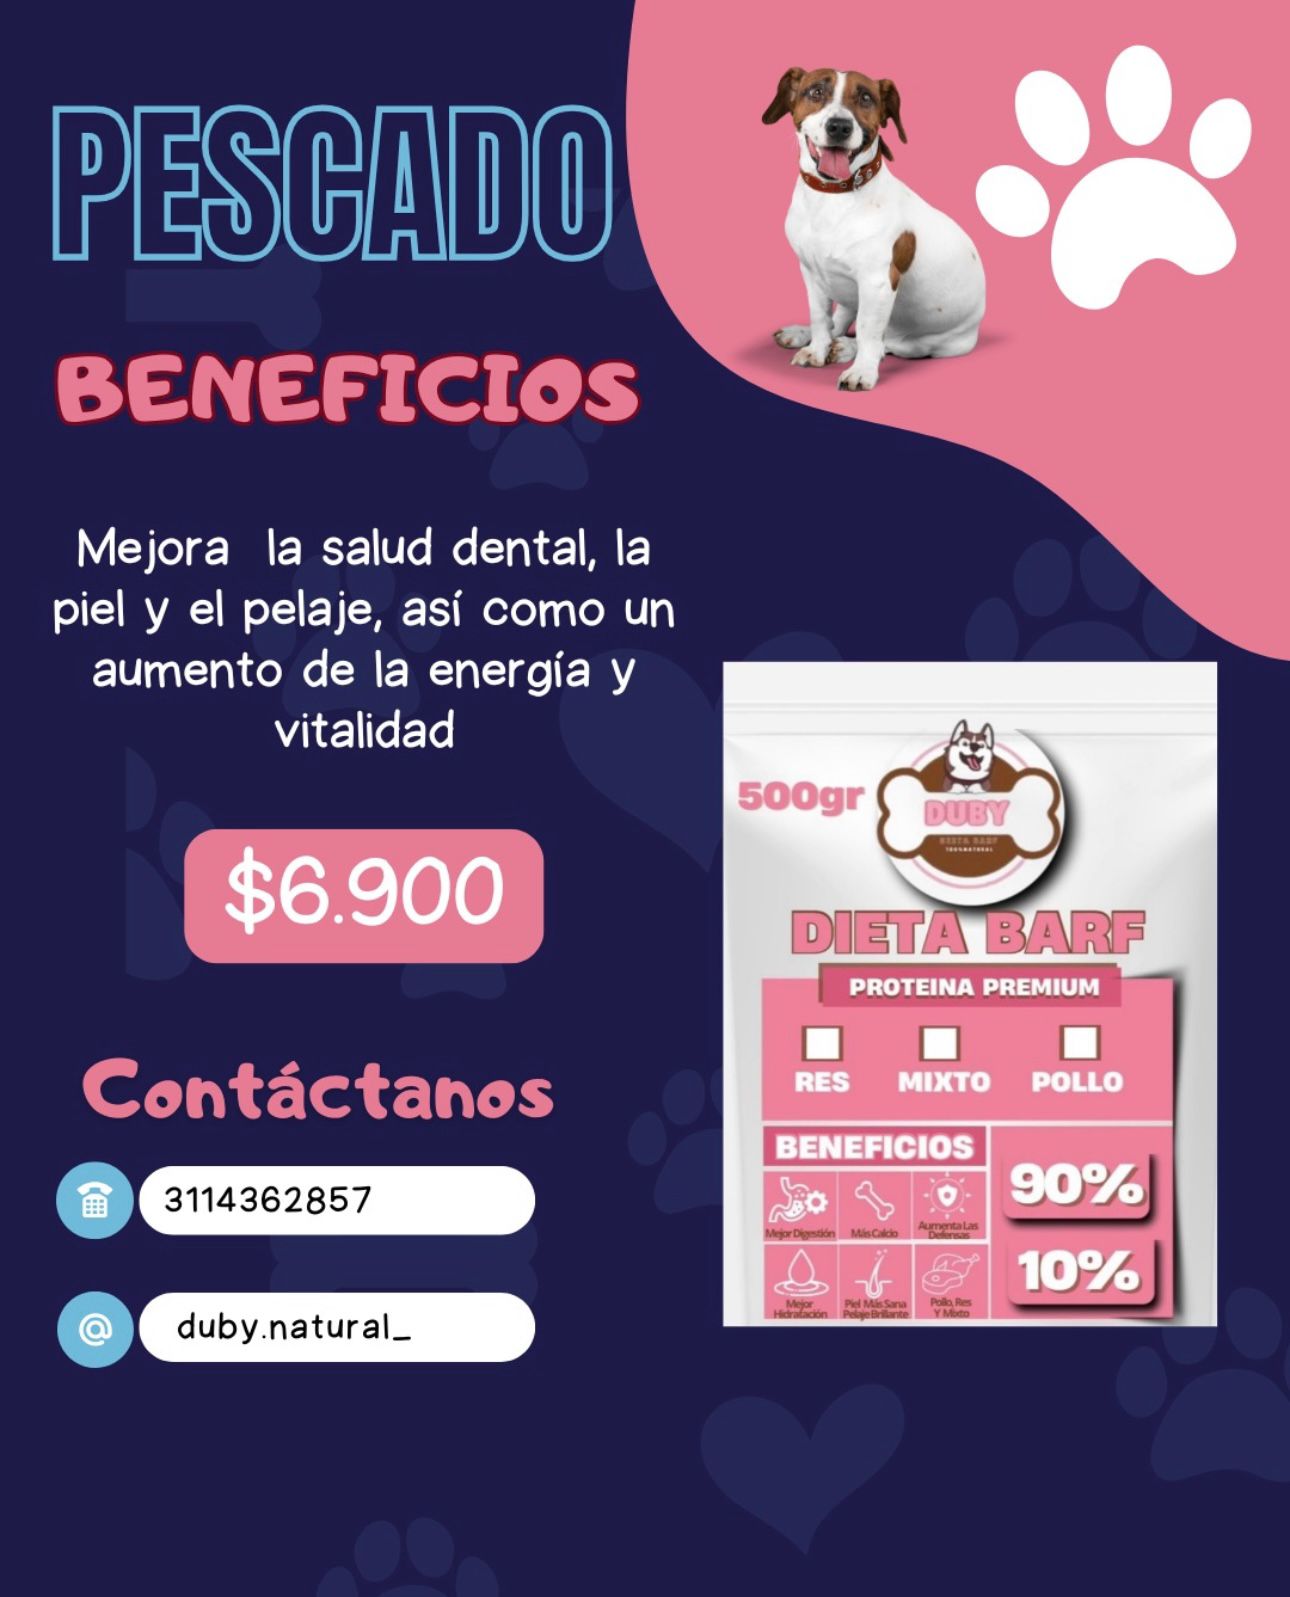 PESCADO
BENEFICIOS
Mejora la salud dental, la
piel y el pelaje, así como un
aumento de la energía y
vitalidad
$6.900
Contáctanos
3114362857
@
duby.natural_
500gr
DUBY
DIETA BARF
100%NATURAL
DIETA BARF
PROTEINA PREMIUM
RES
MIXTO
POLLO
BENEFICIOS
90%
10%
Mejor Digestión
Más Calcio
Aumenta Las
Defensas
Mejor
Hidratación
Piel Más Sana
Pelaje Brillante
Pollo, Res
Y Mixto